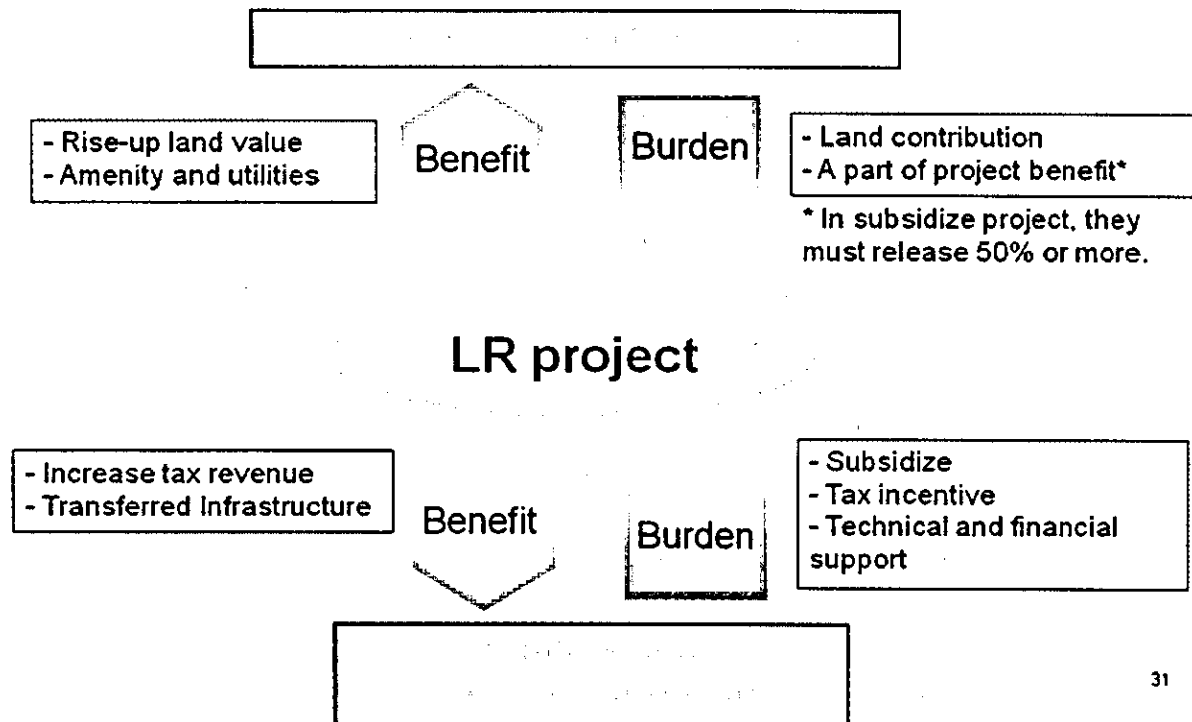 - Rise-up land value
- Amenity and utilities
Benefit
Burden
- Land contribution
- A part of project benefit*
* In subsidize project, they
must release 50% or more.
LR project
- Increase tax revenue
- Transferred Infrastructure
Benefit
Burden
- Subsidize
- Tax incentive
- Technical and financial
support
31